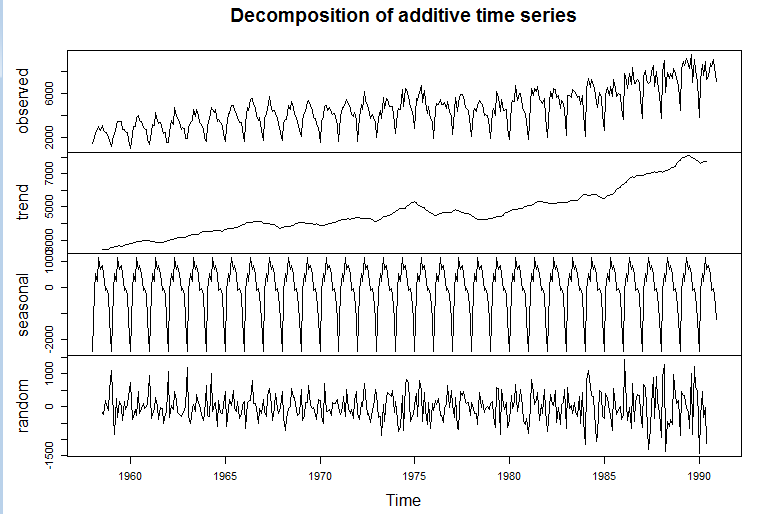 Decomposition of additive time series
observed
2000 6000
trend
3000 5000 7000
seasonal
-2000 0 1000
random
-1500 0 1000
1960 1965 1970 1975 1980 1985 1990
Time